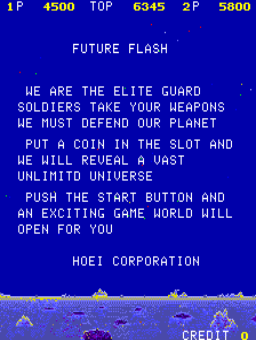 1P 4500 TOP 6345 2P 5800
FUTURE FLASH
WE ARE THE ELITE GUARD
SOLDIERS TAKE YOUR WEAPONS
WE MUST DEFEND OUR PLANET
PUT A COIN IN THE SLOT AND
WE WILL REVEAL A VAST
UNLIMITD UNIVERSE
PUSH THE START BUTTON AND
AN EXCITING GAME WORLD WILL
OPEN FOR YOU
HOEI CORPORATION
CREDIT 0